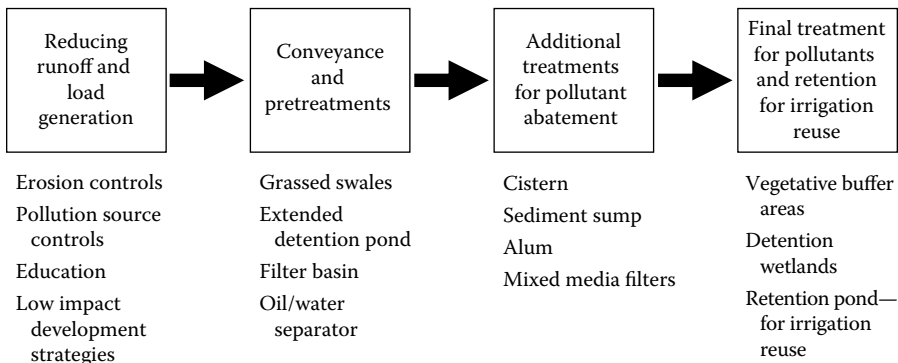 Reducing
runoff and
load
generation
Conveyance
and
pretreatments
Additional
treatments
for pollutant
abatement
Final treatment
for pollutants
and retention
for irrigation
reuse
Erosion controls
Pollution source
controls
Education
Low impact
development
strategies
Grassed swales
Extended
detention pond
Filter basin
Oil/water
separator
Cistern
Sediment sump
Alum
Mixed media filters
Vegetative buffer
areas
Detention
wetlands
Retention pond—
for irrigation
reuse